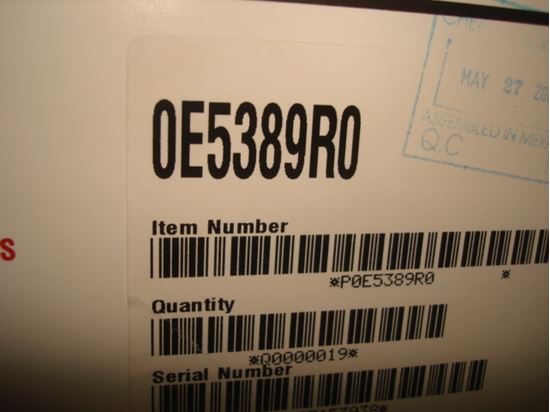 MAY 27
ASSEMBLED IN MEX
Q.C
0E5389R0
S
Item Number
*P0E5389R0 *
Quantity
*Q0000019*
Serial Number